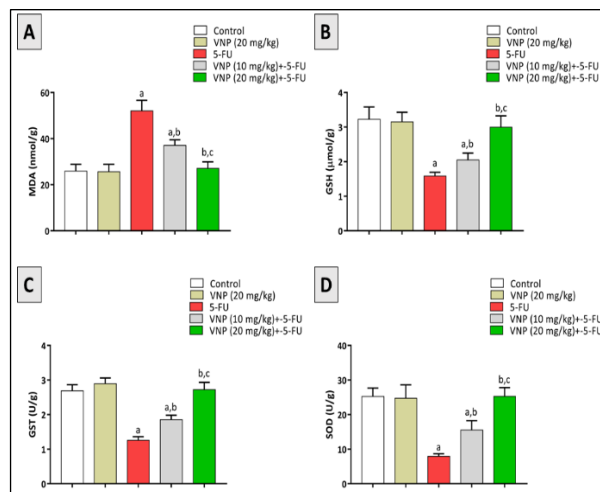 A
Control
VNP (20 mg/kg)
5-FU
VNP (10 mg/kg)+-5-FU
VNP (20 mg/kg)+-5-FU
MDA (nmol/g)
60
40
20
0
a
a,b
b,c
B
Control
VNP (20 mg/kg)
5-FU
VNP (10 mg/kg)+-5-FU
VNP (20 mg/kg)+-5-FU
GSH (µmol/g)
4
3
2
1
0
a
a,b
b,c
C
Control
VNP (20 mg/kg)
5-FU
VNP (10 mg/kg)+-5-FU
VNP (20 mg/kg)+-5-FU
GST (U/g)
4
3
2
1
0
a
a,b
b,c
D
Control
VNP (20 mg/kg)
5-FU
VNP (10 mg/kg)+-5-FU
VNP (20 mg/kg)+-5-FU
SOD (U/g)
40
30
20
10
0
a
a,b
b,c